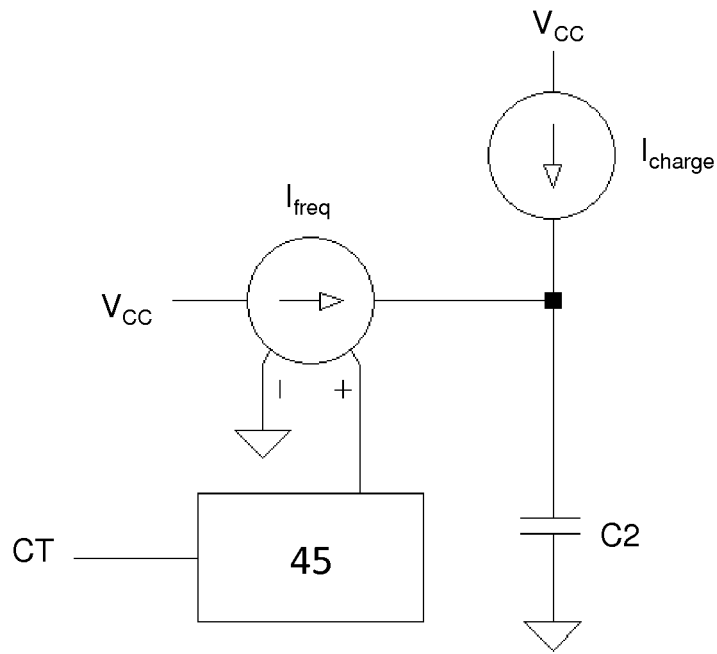 VCC
Icharge
Ifreq
VCC
− +
CT
45
C2